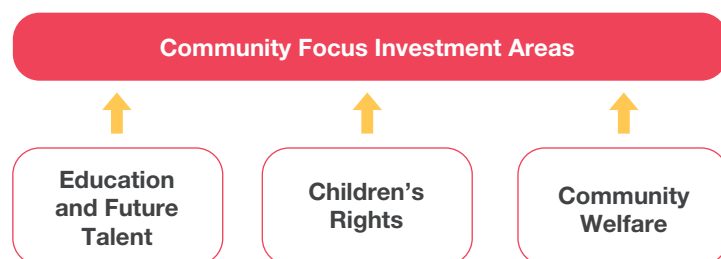 Community Focus Investment Areas
Education
and Future
Talent
Children’s
Rights
Community
Welfare